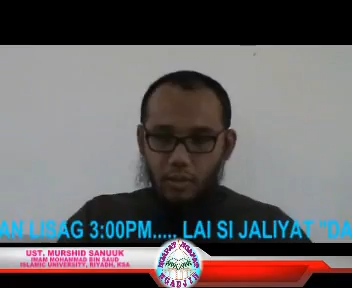 AN LISAG 3:00PM..... LAI SI JALIYAT "DA
UST. MURSHID SANUUK
IMAM MOHAMMAD BIN SAUD
ISLAMIC UNIVERSITY, RIYADH, KSA